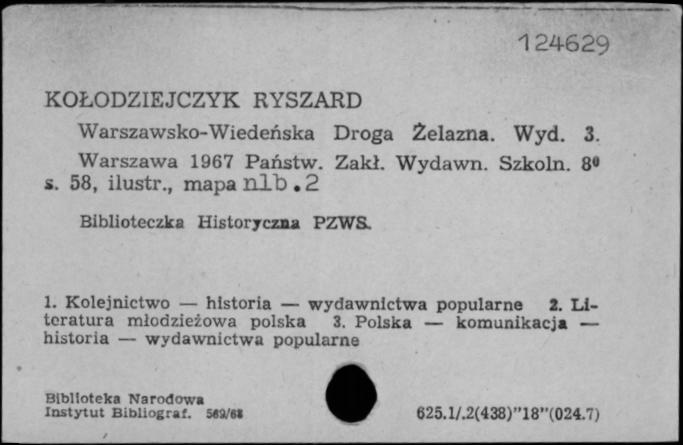 124629
KOŁODZIEJCZYK RYSZARD
Warszawsko-Wiedeńska Droga Żelazna. Wyd. 3.
Warszawa 1967 Państw. Zakł. Wydawn. Szkoln. 8⁰
s. 58, ilustr., mapa nlb.2
Biblioteczka Historyczna PZWS.
1. Kolejnictwo — historia — wydawnictwa popularne 2. Li-
teratura młodzieżowa polska 3. Polska — komunikacja —
historia — wydawnictwa popularne
Biblioteka Narodowa
Instytut Bibliograf. 569/68
625.1/.2(438)"18"(024.7)